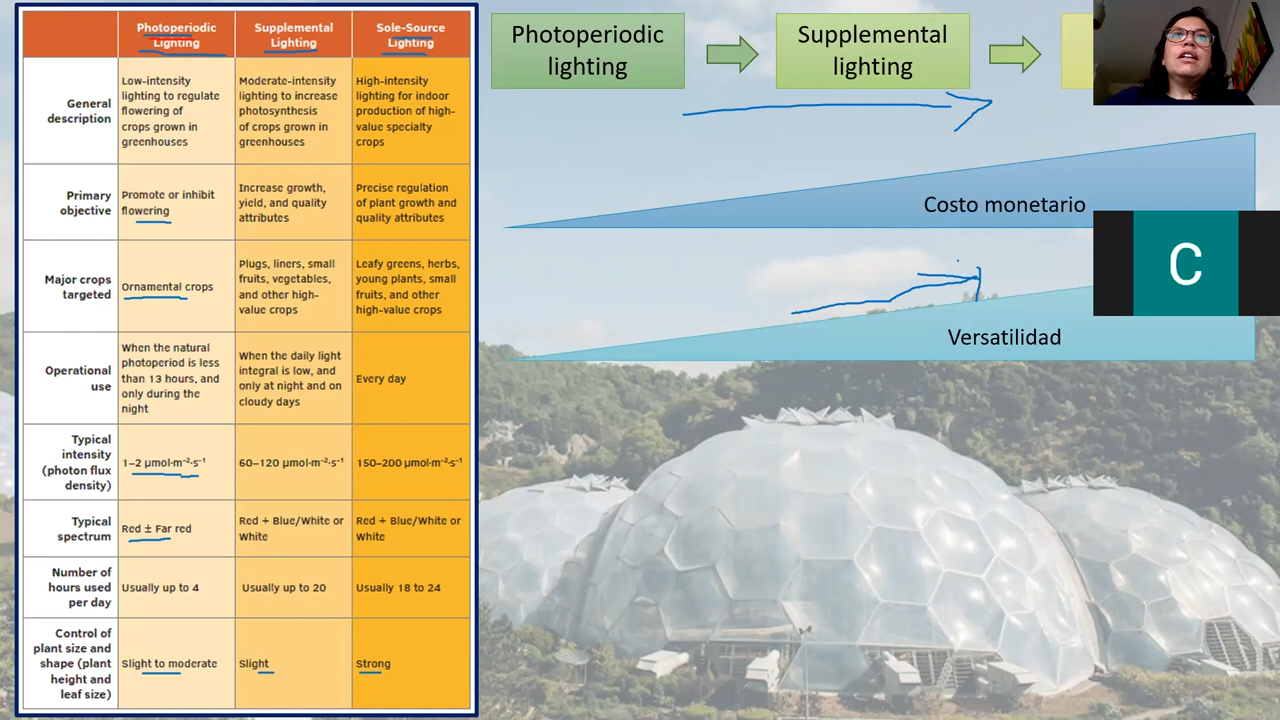 Photoperiodic
Lighting
Supplemental
Lighting
Sole-Source
Lighting
General
description
Low-intensity
lighting to regulate
flowering of
crops grown in
greenhouses
Moderate-intensity
lighting to increase
photosynthesis
of crops grown in
greenhouses
High-intensity
lighting for indoor
production of high-
value specialty
crops
Primary
objective
Promote or inhibit
flowering
Increase growth,
yield, and quality
attributes
Precise regulation
of plant growth and
quality attributes
Major crops
targeted
Ornamental crops
Plugs, liners, small
fruits, vegetables,
and other high-
value crops
Leafy greens, herbs,
young plants, small
fruits, and other
high-value crops
Operational
use
When the natural
photoperiod is less
than 13 hours, and
only during the
night
When the daily light
integral is low, and
only at night and on
cloudy days
Every day
Typical
intensity
(photon flux
density)
1–2 µmol·m⁻²·s⁻¹
60–120 µmol·m⁻²·s⁻¹
150–200 µmol·m⁻²·s⁻¹
Typical
spectrum
Red ± Far red
Red + Blue/White or
White
Red + Blue/White or
White
Number of
hours used
per day
Usually up to 4
Usually up to 20
Usually 18 to 24
Control of
plant size and
shape (plant
height and
leaf size)
Slight to moderate
Slight
Strong
Photoperiodic
lighting
Supplemental
lighting
Costo monetario
C
Versatilidad